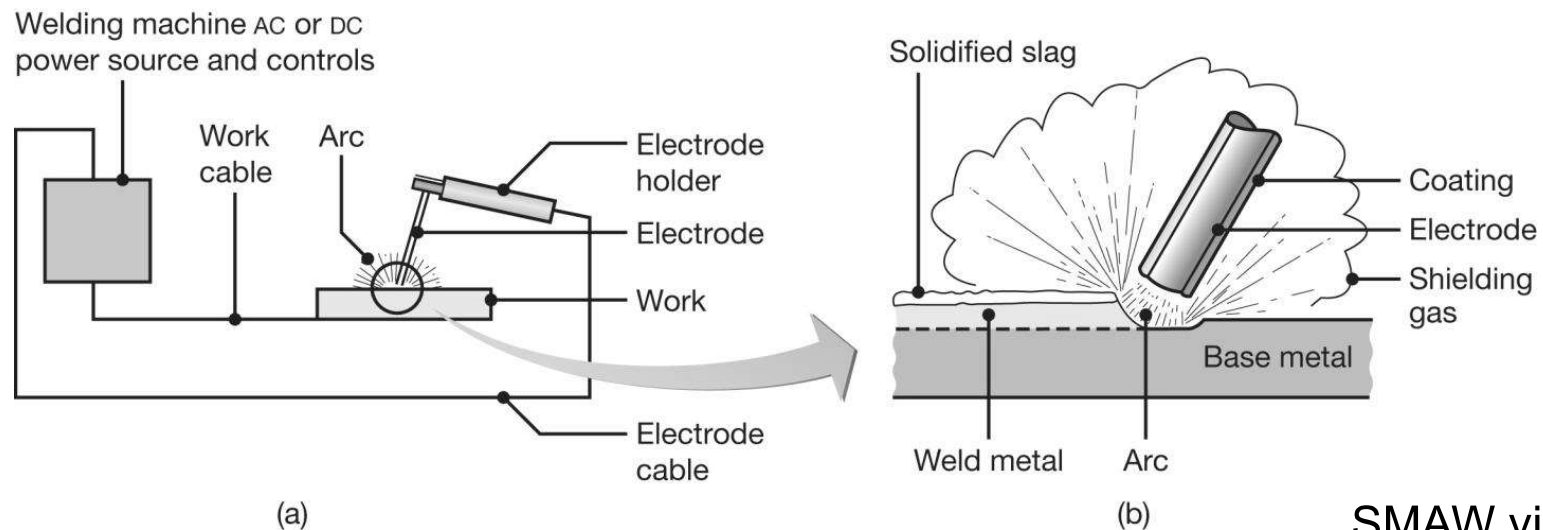 Welding machine AC or DC
power source and controls
Work
cable
Arc
Electrode
holder
Electrode
Work
Electrode
cable
(a)
Solidified slag
Coating
Electrode
Shielding
gas
Base metal
Weld metal
Arc
(b)
SMAW vi